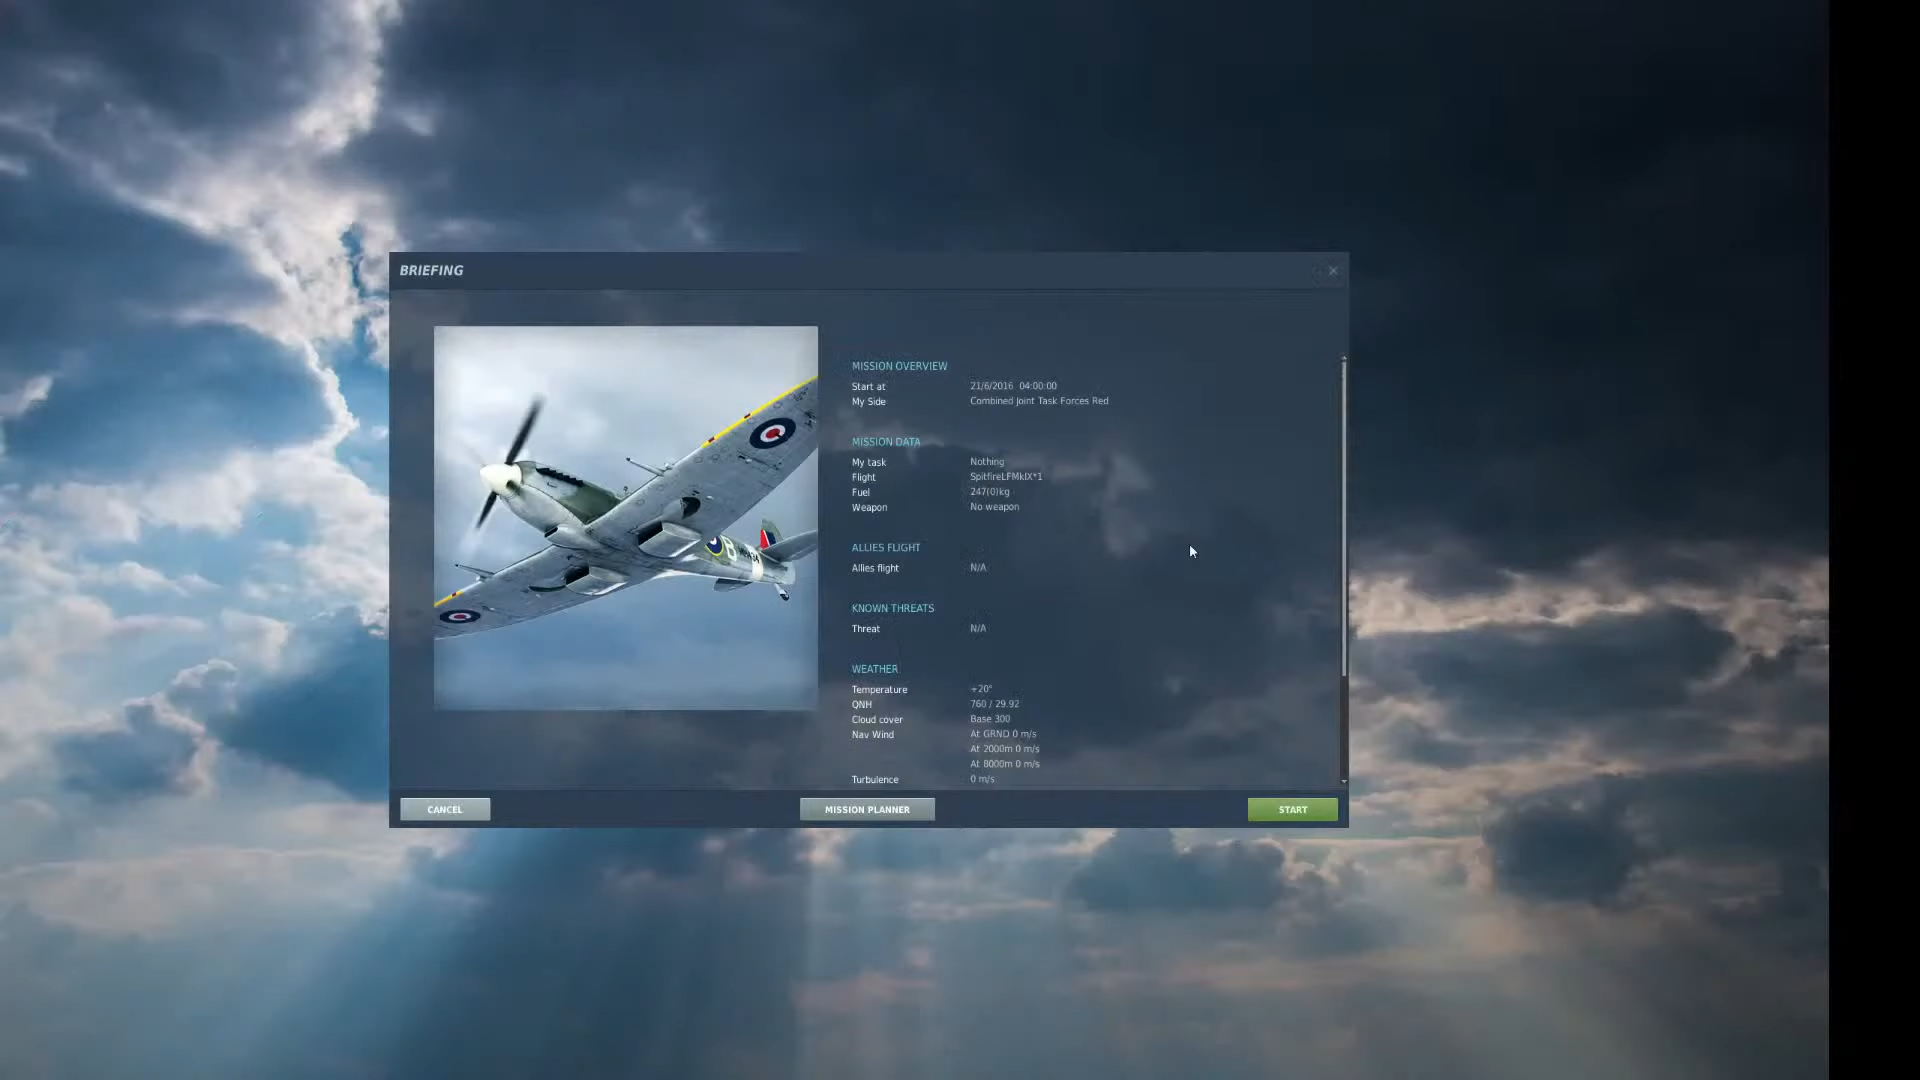 BRIEFING
MISSION OVERVIEW
Start at 21/6/2016 04:00:00
My Side Combined Joint Task Forces Red
MISSION DATA
My task Nothing
Flight SpitfireLFMkIX*1
Fuel 247(0)kg
Weapon No weapon
ALLIES FLIGHT
Allies flight N/A
KNOWN THREATS
Threat N/A
WEATHER
Temperature +20°
QNH 760 / 29.92
Cloud cover Base 300
Nav Wind At GRND 0 m/s
At 2000m 0 m/s
At 8000m 0 m/s
Turbulence 0 m/s
CANCEL MISSION PLANNER START